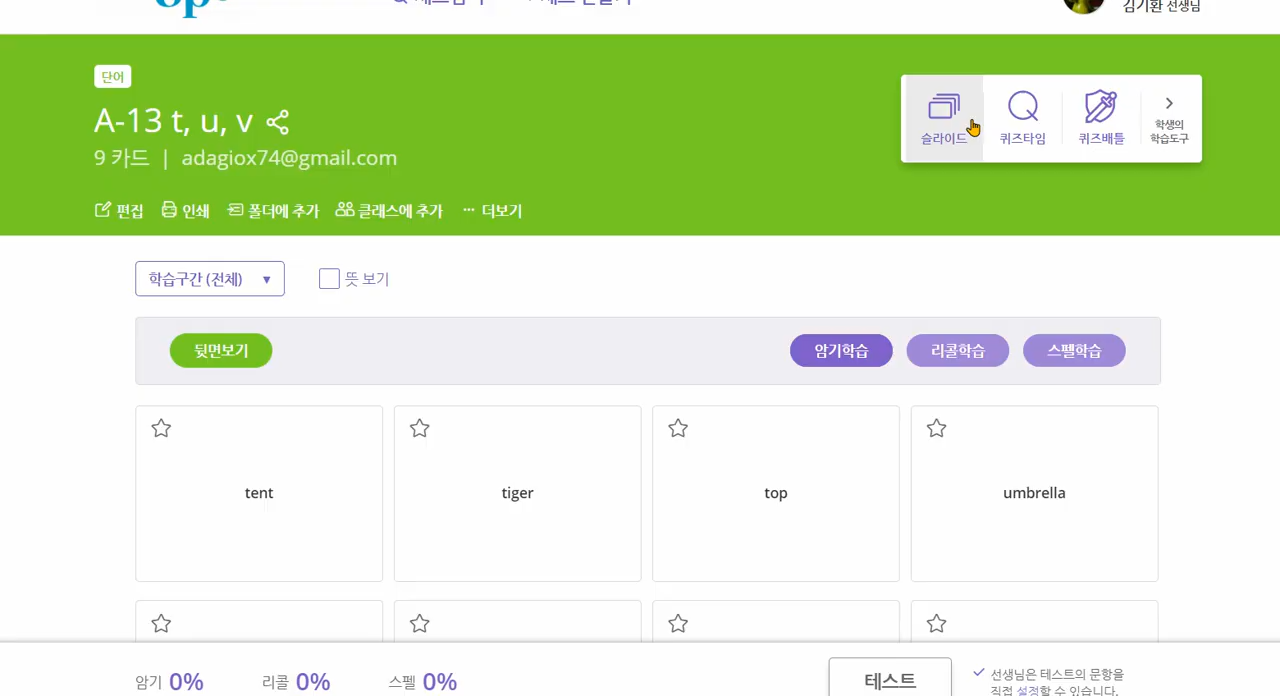 김기환 선생님
단어
A-13 t, u, v
9 카드 | adagiox74@gmail.com
슬라이드 퀴즈타임 퀴즈배틀 학생의
학습도구
편집 인쇄 폴더에 추가 클래스에 추가 ··· 더보기
학습구간 (전체) ▼ 뜻 보기
뒷면보기 암기학습 리콜학습 스펠학습
tent tiger top umbrella
암기 0% 리콜 0% 스펠 0% 테스트 선생님은 테스트의 문항을
직접 설정할 수 있습니다.